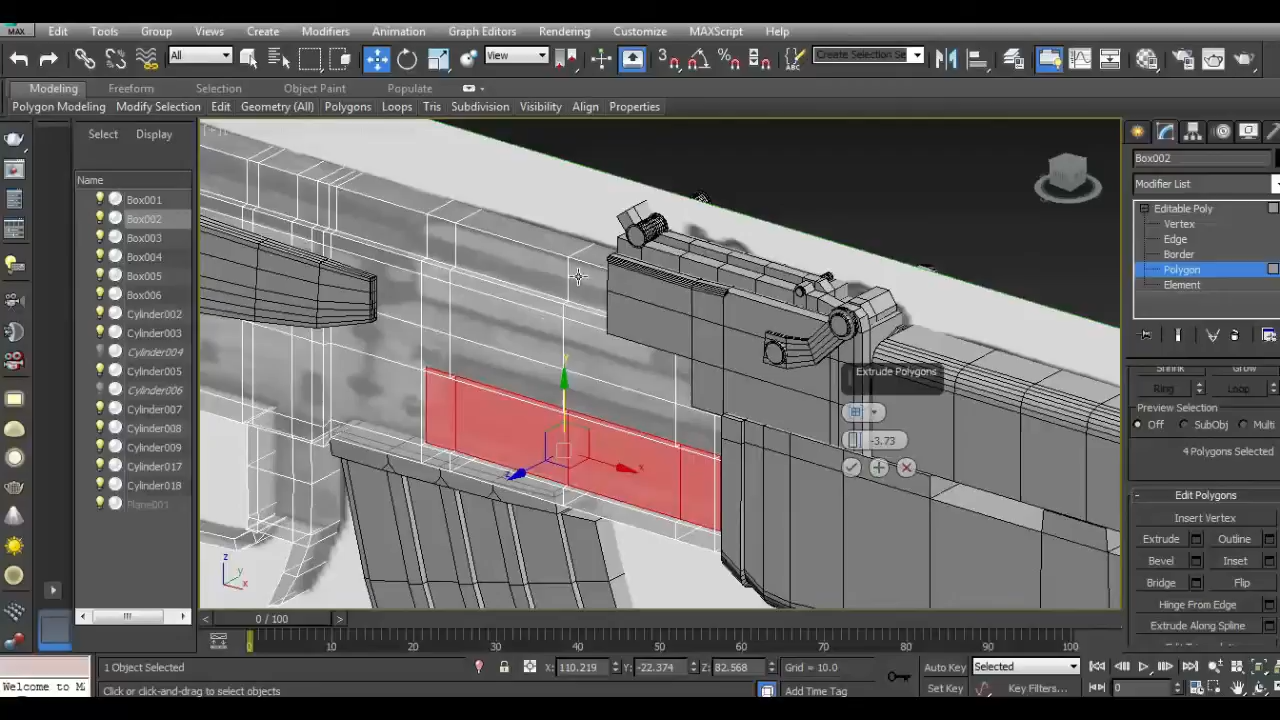 MAX Edit Tools Group Views Create Modifiers Animation Graph Editors Rendering Customize MAXScript Help
All View 3 Create Selection Se
Modeling Freeform Selection Object Paint Populate
Polygon Modeling Modify Selection Edit Geometry (All) Polygons Loops Tris Subdivision Visibility Align Properties
Select Display
Name
Box001
Box002
Box003
Box004
Box005
Box006
Cylinder002
Cylinder003
Cylinder004
Cylinder005
Cylinder006
Cylinder007
Cylinder008
Cylinder009
Cylinder017
Cylinder018
Plane001
Extrude Polygons
-3.73
y
x
z
z
y
x
Box002
Modifier List
Editable Poly
Vertex
Edge
Border
Polygon
Element
Shrink Grow
Ring Loop
Preview Selection
Off SubObj Multi
4 Polygons Selected
Edit Polygons
Insert Vertex
Extrude Outline
Bevel Inset
Bridge Flip
Hinge From Edge
Extrude Along Spline
0 / 100
0 10 20 30 40 50 60 70 80 90 100
1 Object Selected X: 110.219 Y: -22.374 Z: 82.568 Grid = 10.0 Auto Key Selected
Welcome to M Click or click-and-drag to select objects Add Time Tag Set Key Key Filters... 0